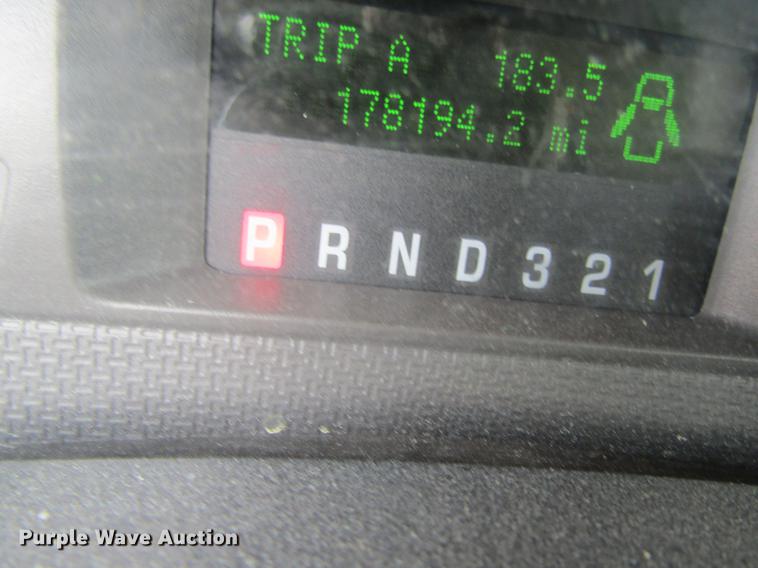 TRIP A 183.5
178194.2 mi
P R N D 3 2 1
Purple Wave Auction